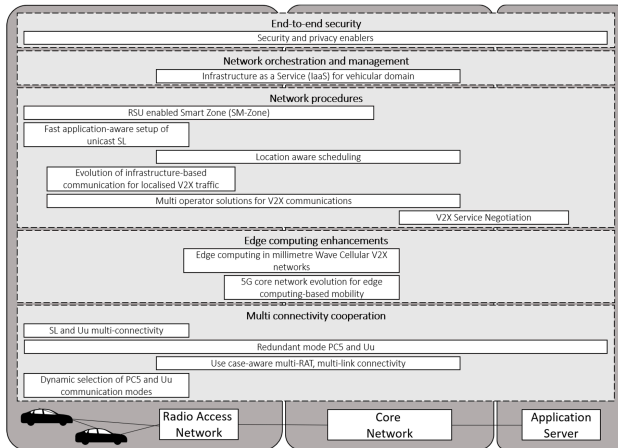 End-to-end security
Security and privacy enablers
Network orchestration and management
Infrastructure as a Service (IaaS) for vehicular domain
Network procedures
RSU enabled Smart Zone (SM-Zone)
Fast application-aware setup of
unicast SL
Location aware scheduling
Evolution of infrastructure-based
communication for localised V2X traffic
Multi operator solutions for V2X communications
V2X Service Negotiation
Edge computing enhancements
Edge computing in millimetre Wave Cellular V2X
networks
5G core network evolution for edge
computing-based mobility
Multi connectivity cooperation
SL and Uu multi-connectivity
Redundant mode PC5 and Uu
Use case-aware multi-RAT, multi-link connectivity
Dynamic selection of PC5 and Uu
communication modes
Radio Access
Network
Core
Network
Application
Server